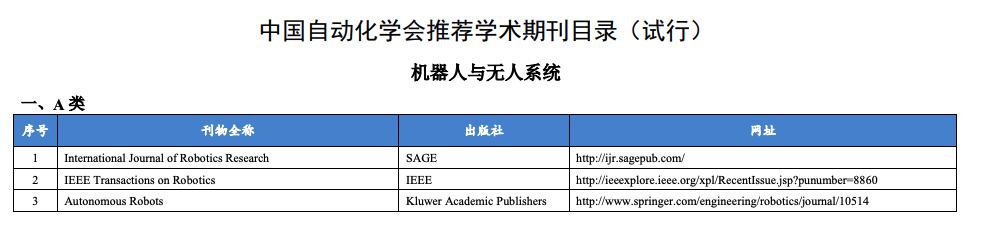 中国自动化学会推荐学术期刊目录（试行）
机器人与无人系统
一、A 类
序号 刊物全称 出版社 网址
1 International Journal of Robotics Research SAGE http://ijr.sagepub.com/
2 IEEE Transactions on Robotics IEEE http://ieeexplore.ieee.org/xpl/RecentIssue.jsp?punumber=8860
3 Autonomous Robots Kluwer Academic Publishers http://www.springer.com/engineering/robotics/journal/10514